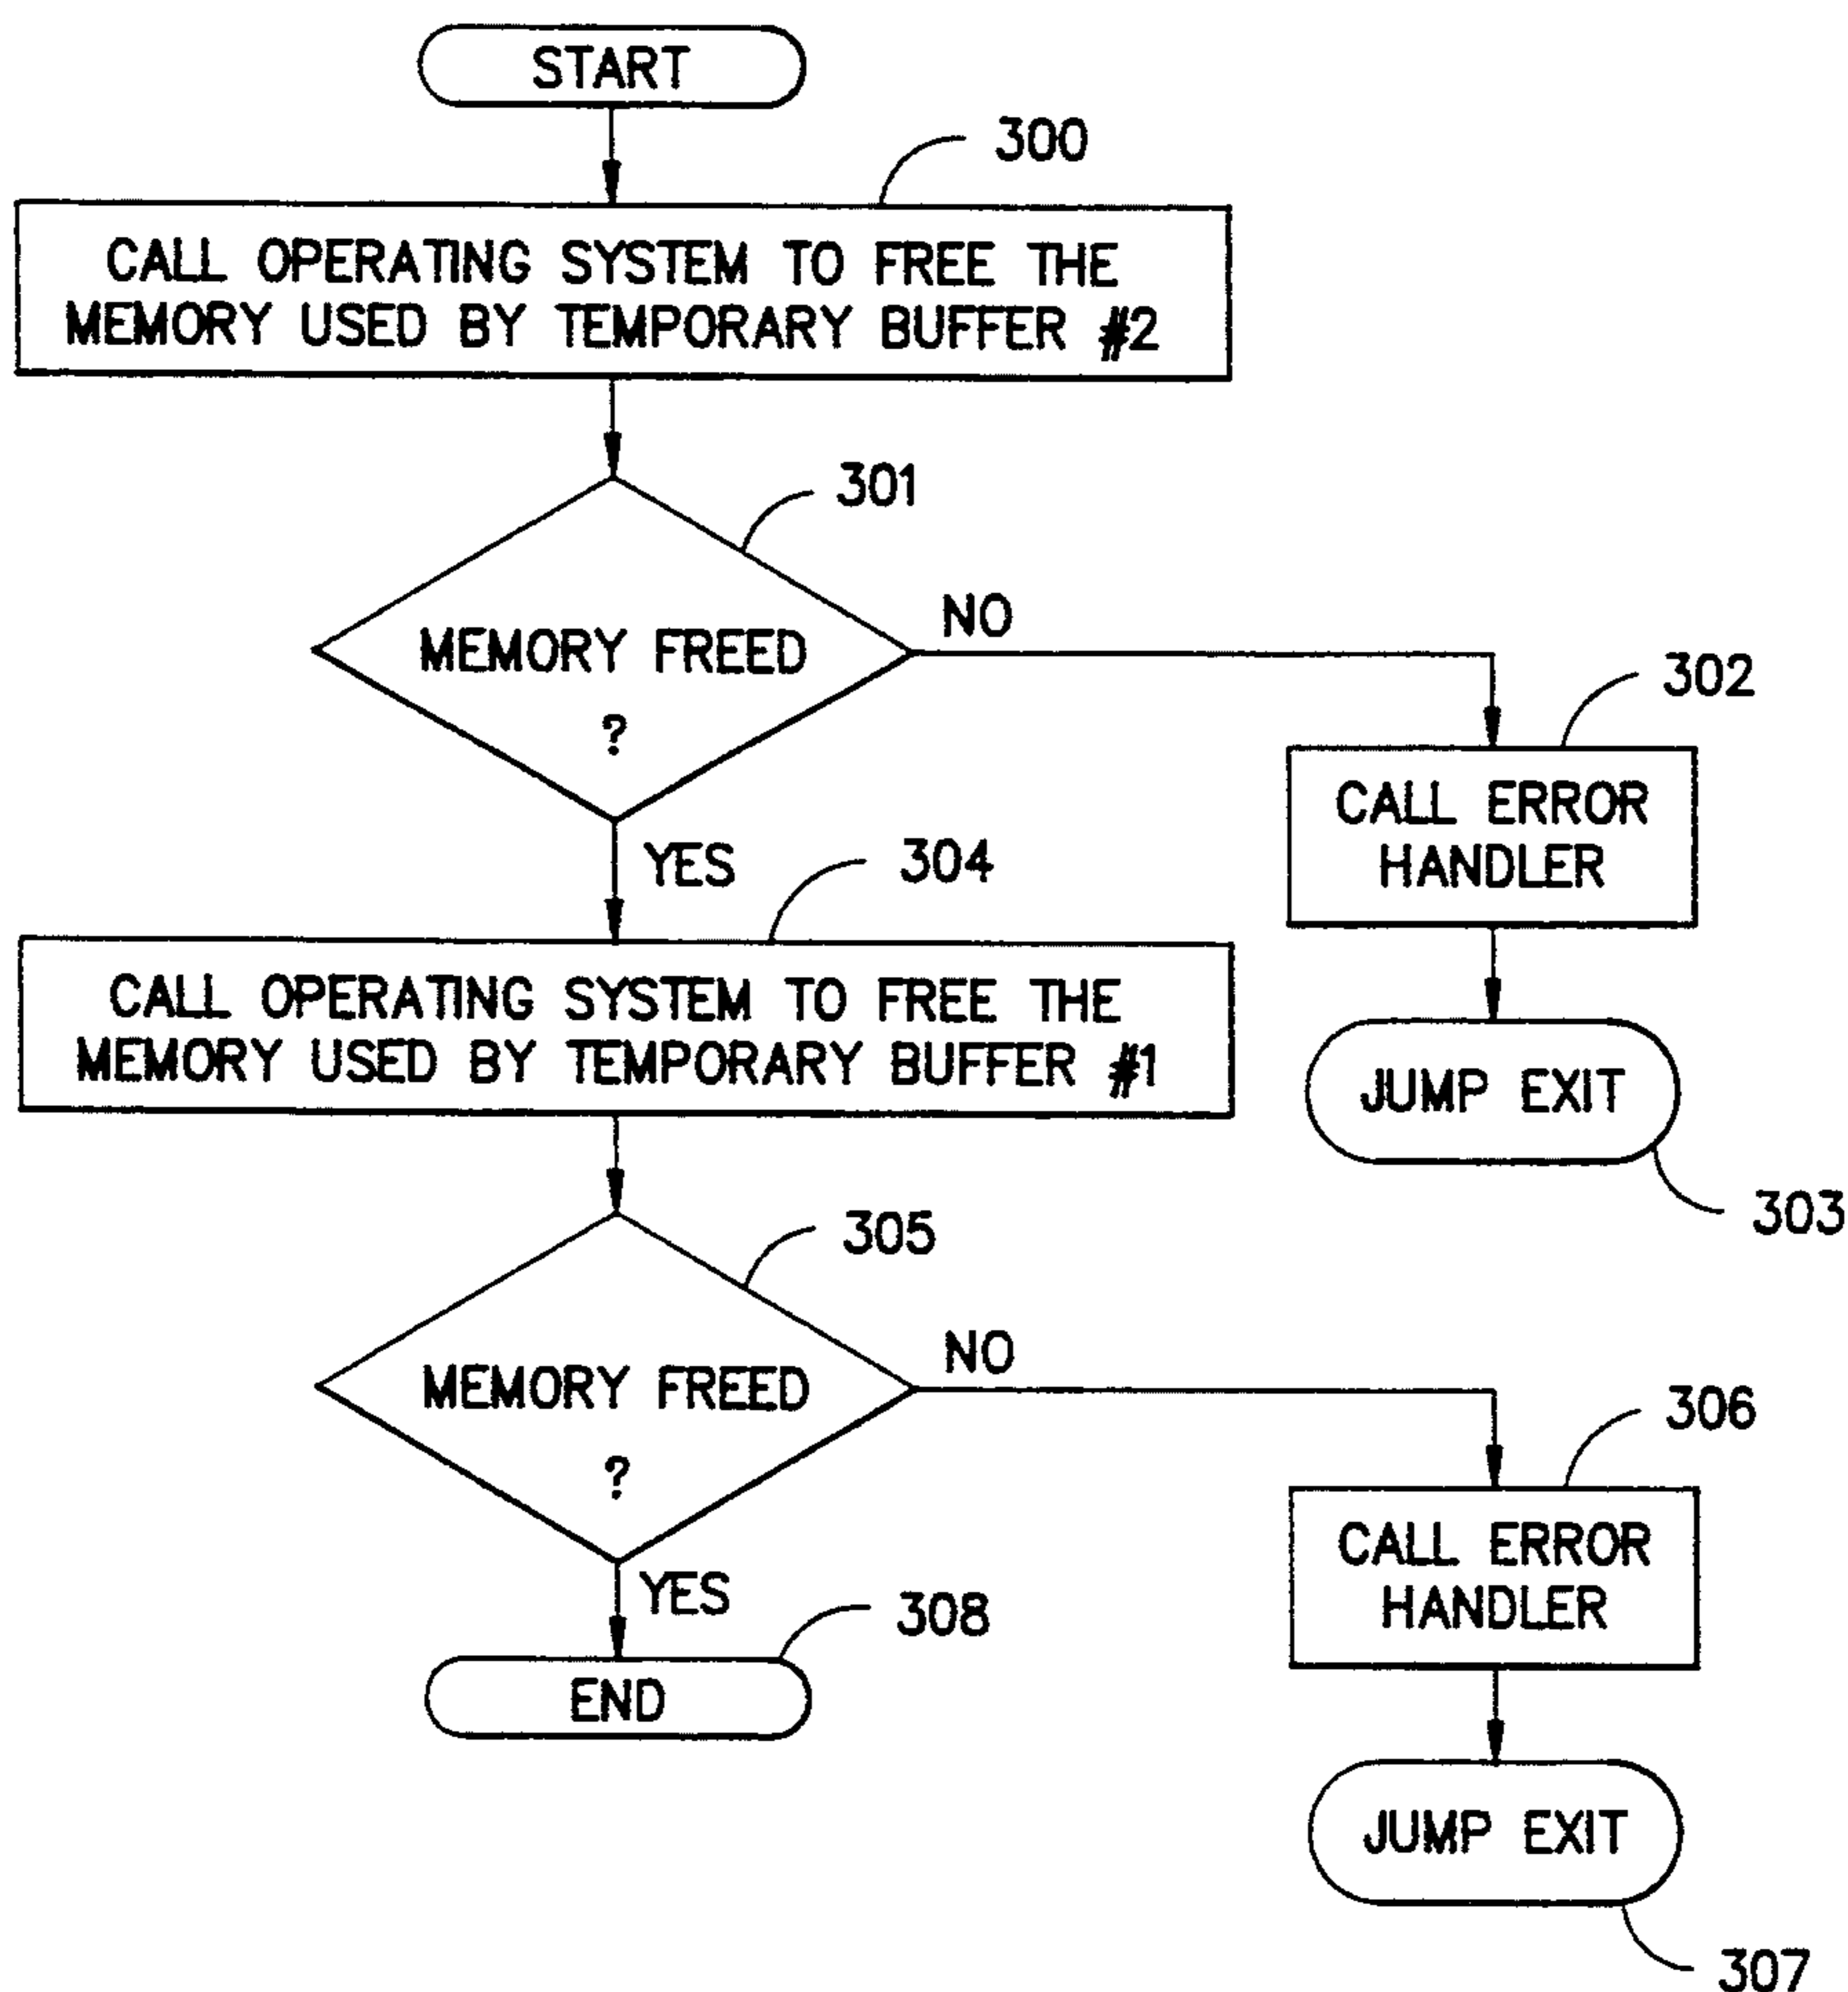 START
300
CALL OPERATING SYSTEM TO FREE THE
MEMORY USED BY TEMPORARY BUFFER #2
301
MEMORY FREED
?
NO
302
CALL ERROR
HANDLER
JUMP EXIT
303
YES
304
CALL OPERATING SYSTEM TO FREE THE
MEMORY USED BY TEMPORARY BUFFER #1
305
MEMORY FREED
?
NO
306
CALL ERROR
HANDLER
JUMP EXIT
307
YES
308
END